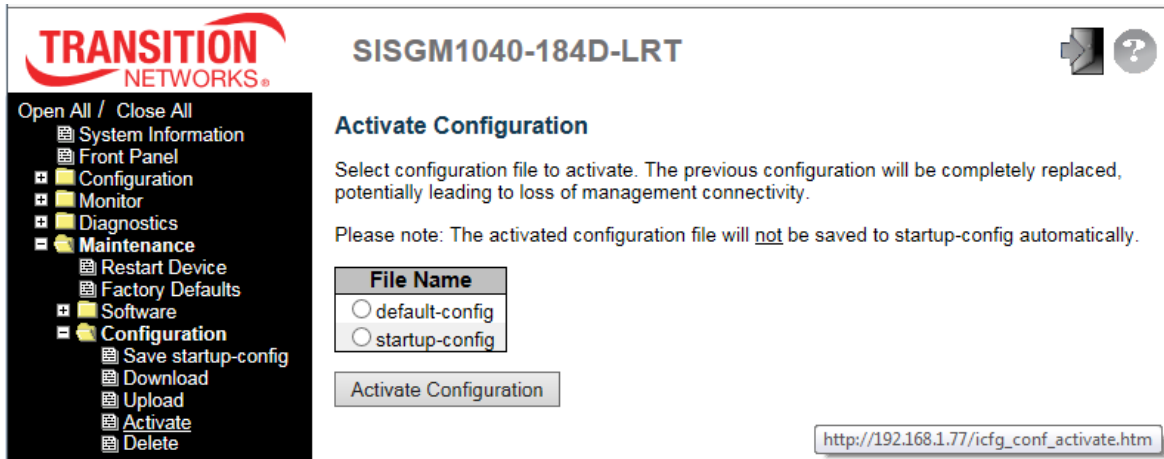 TRANSITION
NETWORKS®
SISGM1040-184D-LRT
?
Open All / Close All
System Information
Front Panel
Configuration
Monitor
Diagnostics
Maintenance
Restart Device
Factory Defaults
Software
Configuration
Save startup-config
Download
Upload
Activate
Delete
Activate Configuration
Select configuration file to activate. The previous configuration will be completely replaced,
potentially leading to loss of management connectivity.
Please note: The activated configuration file will not be saved to startup-config automatically.
File Name
default-config
startup-config
Activate Configuration
http://192.168.1.77/icfg_conf_activate.htm